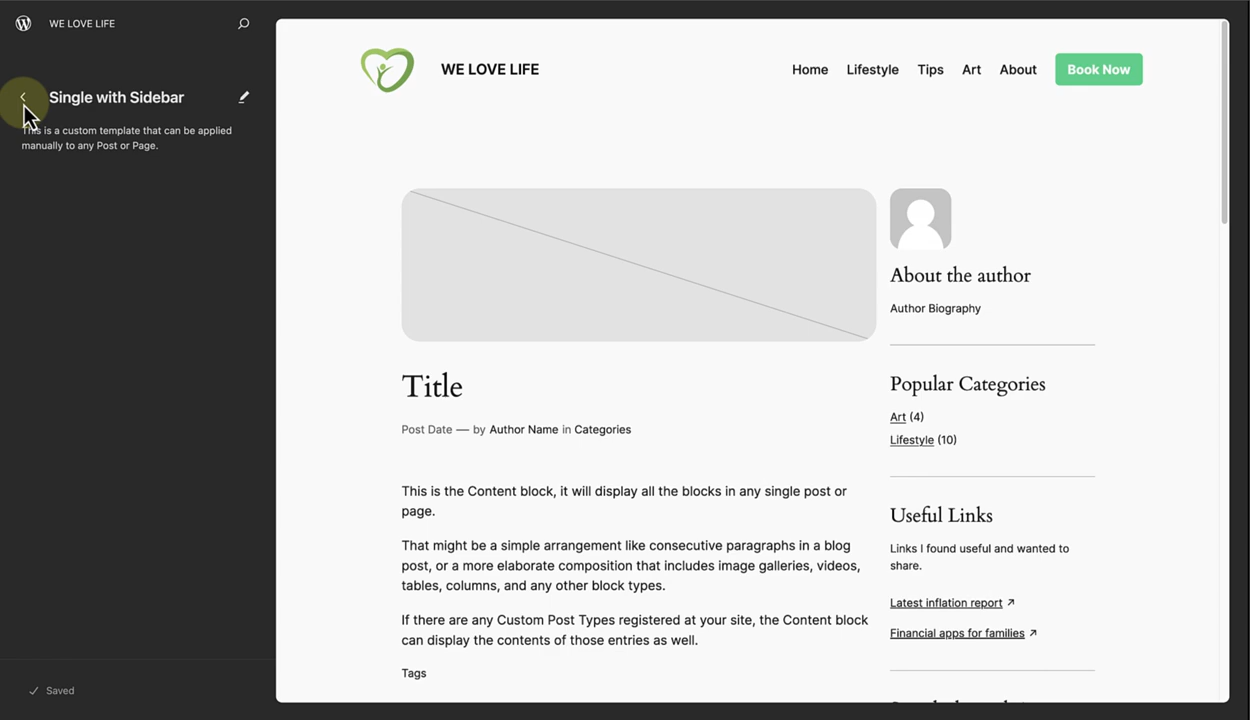 WE LOVE LIFE
Single with Sidebar
This is a custom template that can be applied
manually to any Post or Page.
Saved
WE LOVE LIFE
Home Lifestyle Tips Art About Book Now
Title
Post Date — by Author Name in Categories
This is the Content block, it will display all the blocks in any single post or
page.
That might be a simple arrangement like consecutive paragraphs in a blog
post, or a more elaborate composition that includes image galleries, videos,
tables, columns, and any other block types.
If there are any Custom Post Types registered at your site, the Content block
can display the contents of those entries as well.
Tags
About the author
Author Biography
Popular Categories
Art (4)
Lifestyle (10)
Useful Links
Links I found useful and wanted to
share.
Latest inflation report ↗
Financial apps for families ↗